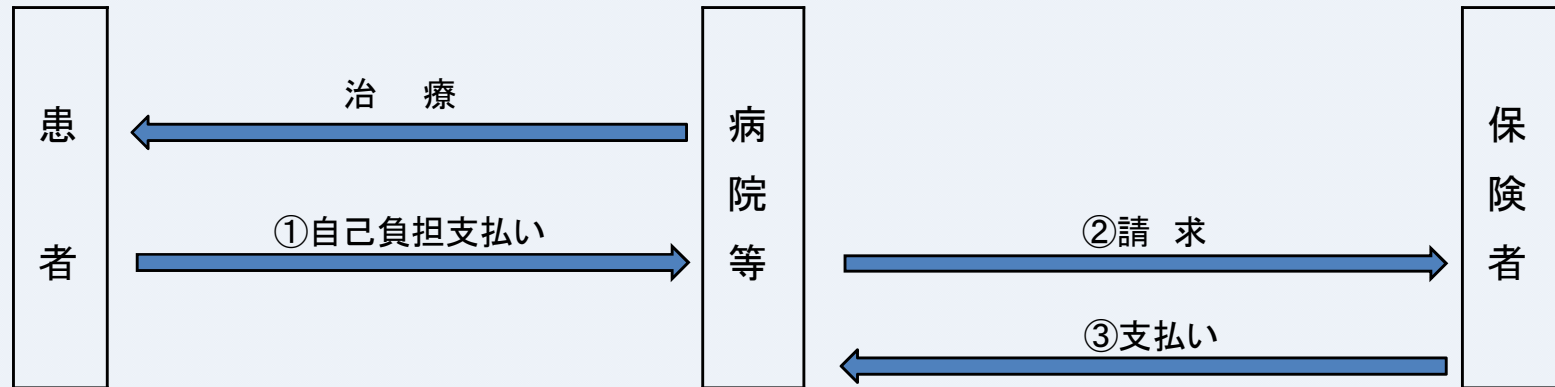 患者
治 療
①自己負担支払い
病院等
②請 求
③支払い
保険者